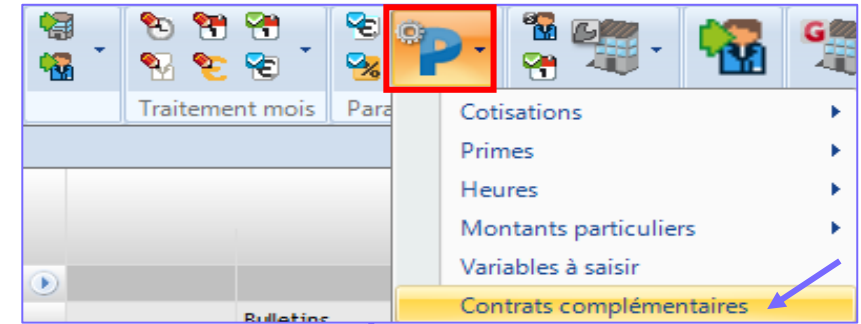 P
G
Traitement mois
Para
Cotisations
Primes
Heures
Montants particuliers
Variables à saisir
Contrats complémentaires
Bulletins